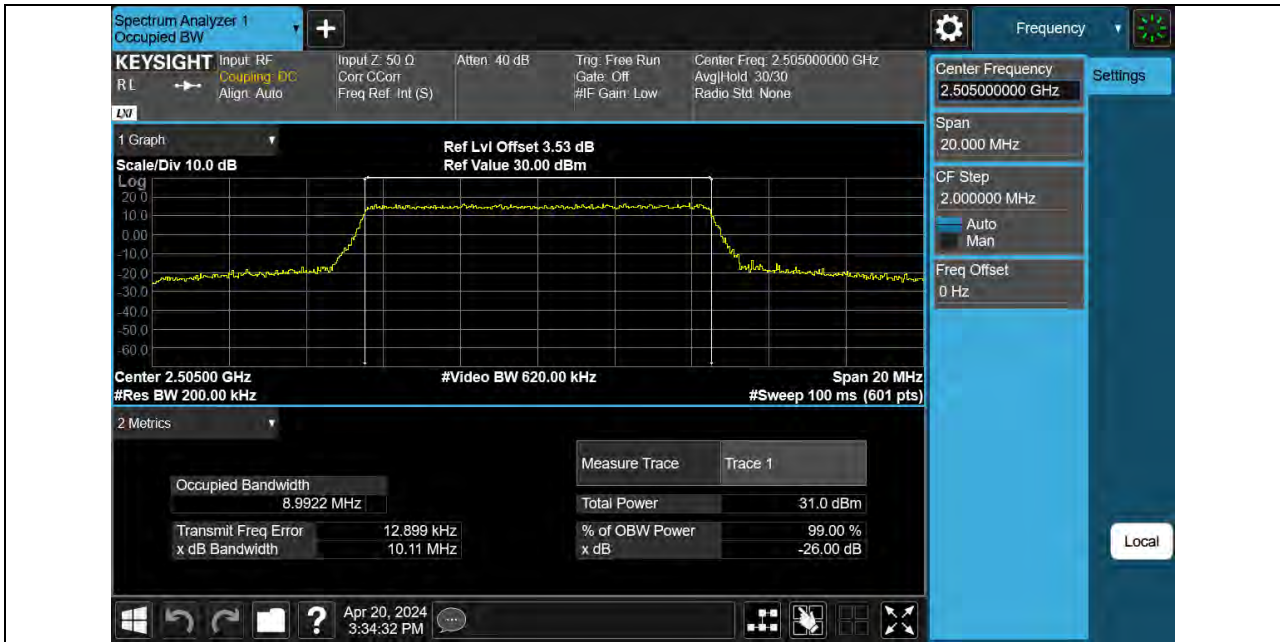 Spectrum Analyzer 1
Occupied BW
+
Frequency
KEYSIGHT
RL
LXI
Input: RF
Coupling: DC
Align: Auto
Input Z: 50 Ω
Corr CCorr
Freq Ref: Int (S)
Atten: 40 dB
Trig: Free Run
Gate: Off
#IF Gain: Low
Center Freq: 2.505000000 GHz
Avg|Hold: 30/30
Radio Std: None
Center Frequency
2.505000000 GHz
Settings
Span
20.000 MHz
CF Step
2.000000 MHz
Auto
Man
Freq Offset
0 Hz
Local
1 Graph
Scale/Div 10.0 dB
Ref Lvl Offset 3.53 dB
Ref Value 30.00 dBm
Log
20.0
10.0
0.00
-10.0
-20.0
-30.0
-40.0
-50.0
-60.0
Center 2.50500 GHz
#Video BW 620.00 kHz
Span 20 MHz
#Res BW 200.00 kHz
#Sweep 100 ms (601 pts)
2 Metrics
Measure Trace Trace 1
Occupied Bandwidth
8.9922 MHz
Total Power 31.0 dBm
Transmit Freq Error 12.899 kHz
% of OBW Power 99.00 %
x dB Bandwidth 10.11 MHz
x dB -26.00 dB
?
Apr 20, 2024
3:34:32 PM